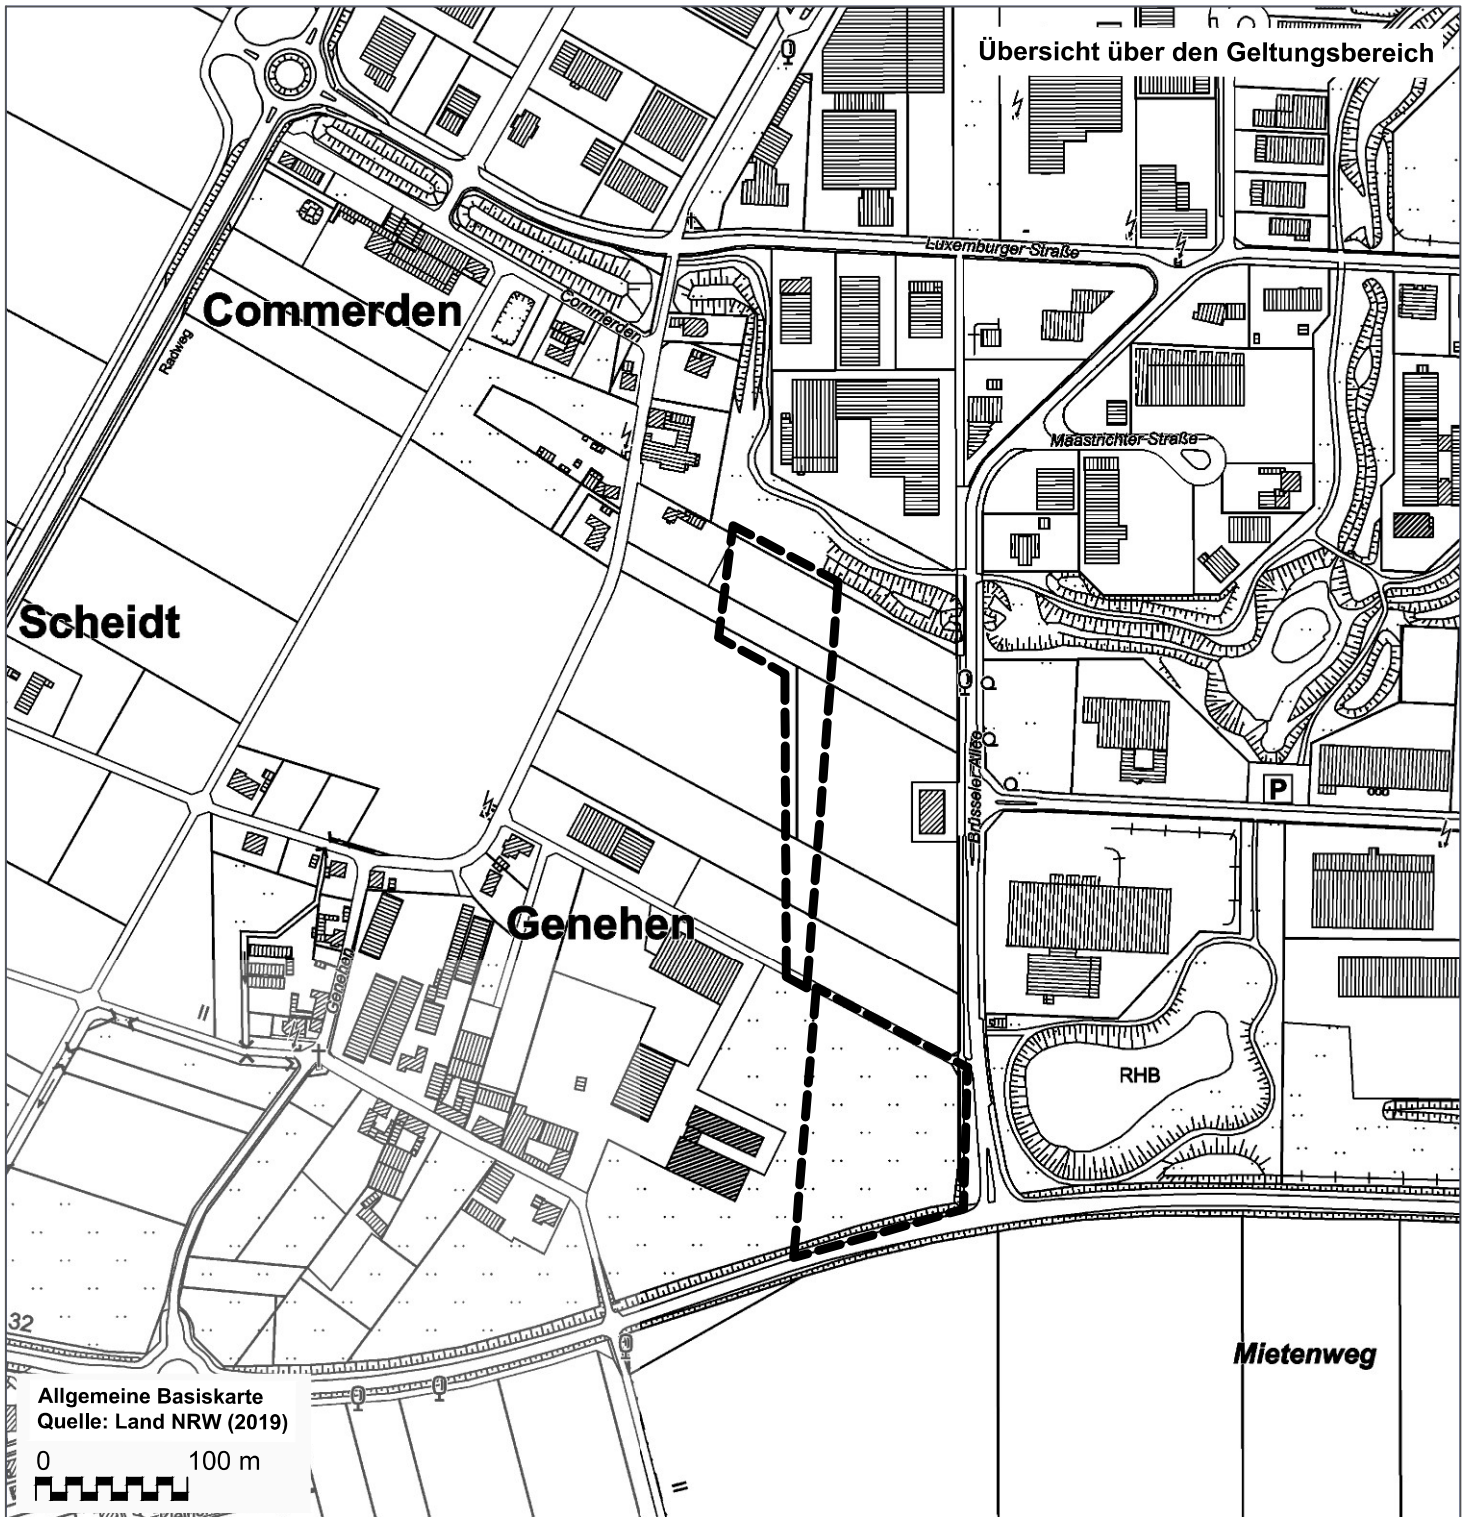 Übersicht über den Geltungsbereich
Luxemburger Straße
Commerden
Commerden
Radweg
Maastrichter Straße
Scheidt
Brüsseler Allee
P
Genehen
Genehen
RHB
32
Mietenweg
Allgemeine Basiskarte
Quelle: Land NRW (2019)
0 100 m